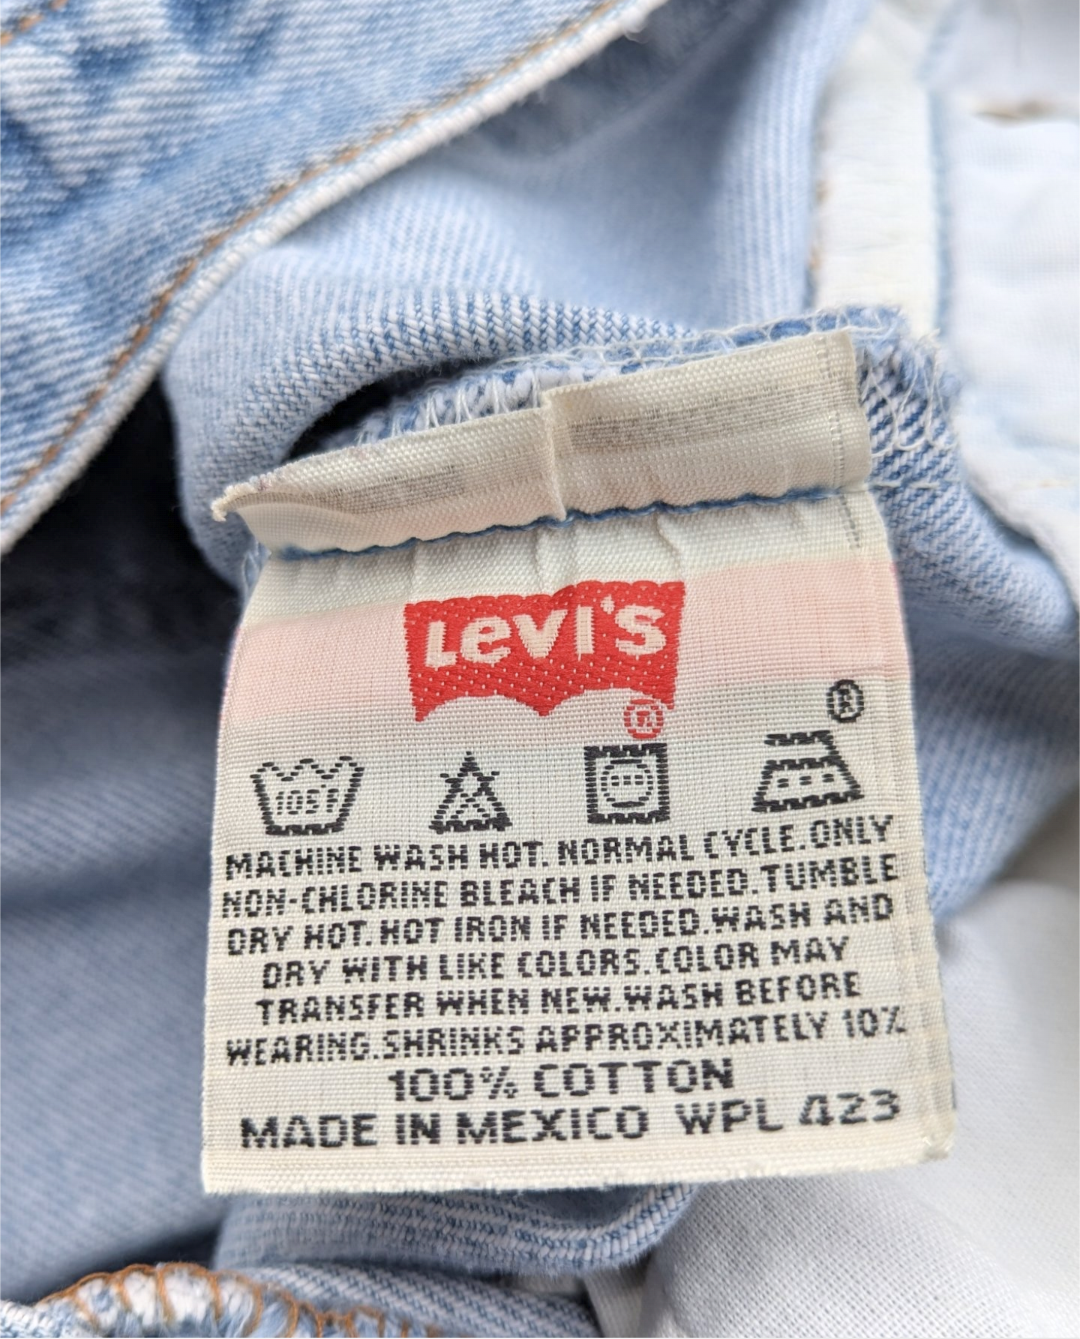 Levi's
®
®
105F
MACHINE WASH HOT. NORMAL CYCLE. ONLY
NON-CHLORINE BLEACH IF NEEDED. TUMBLE
DRY HOT. HOT IRON IF NEEDED. WASH AND
DRY WITH LIKE COLORS. COLOR MAY
TRANSFER WHEN NEW. WASH BEFORE
WEARING. SHRINKS APPROXIMATELY 10%
100% COTTON
MADE IN MEXICO WPL 423